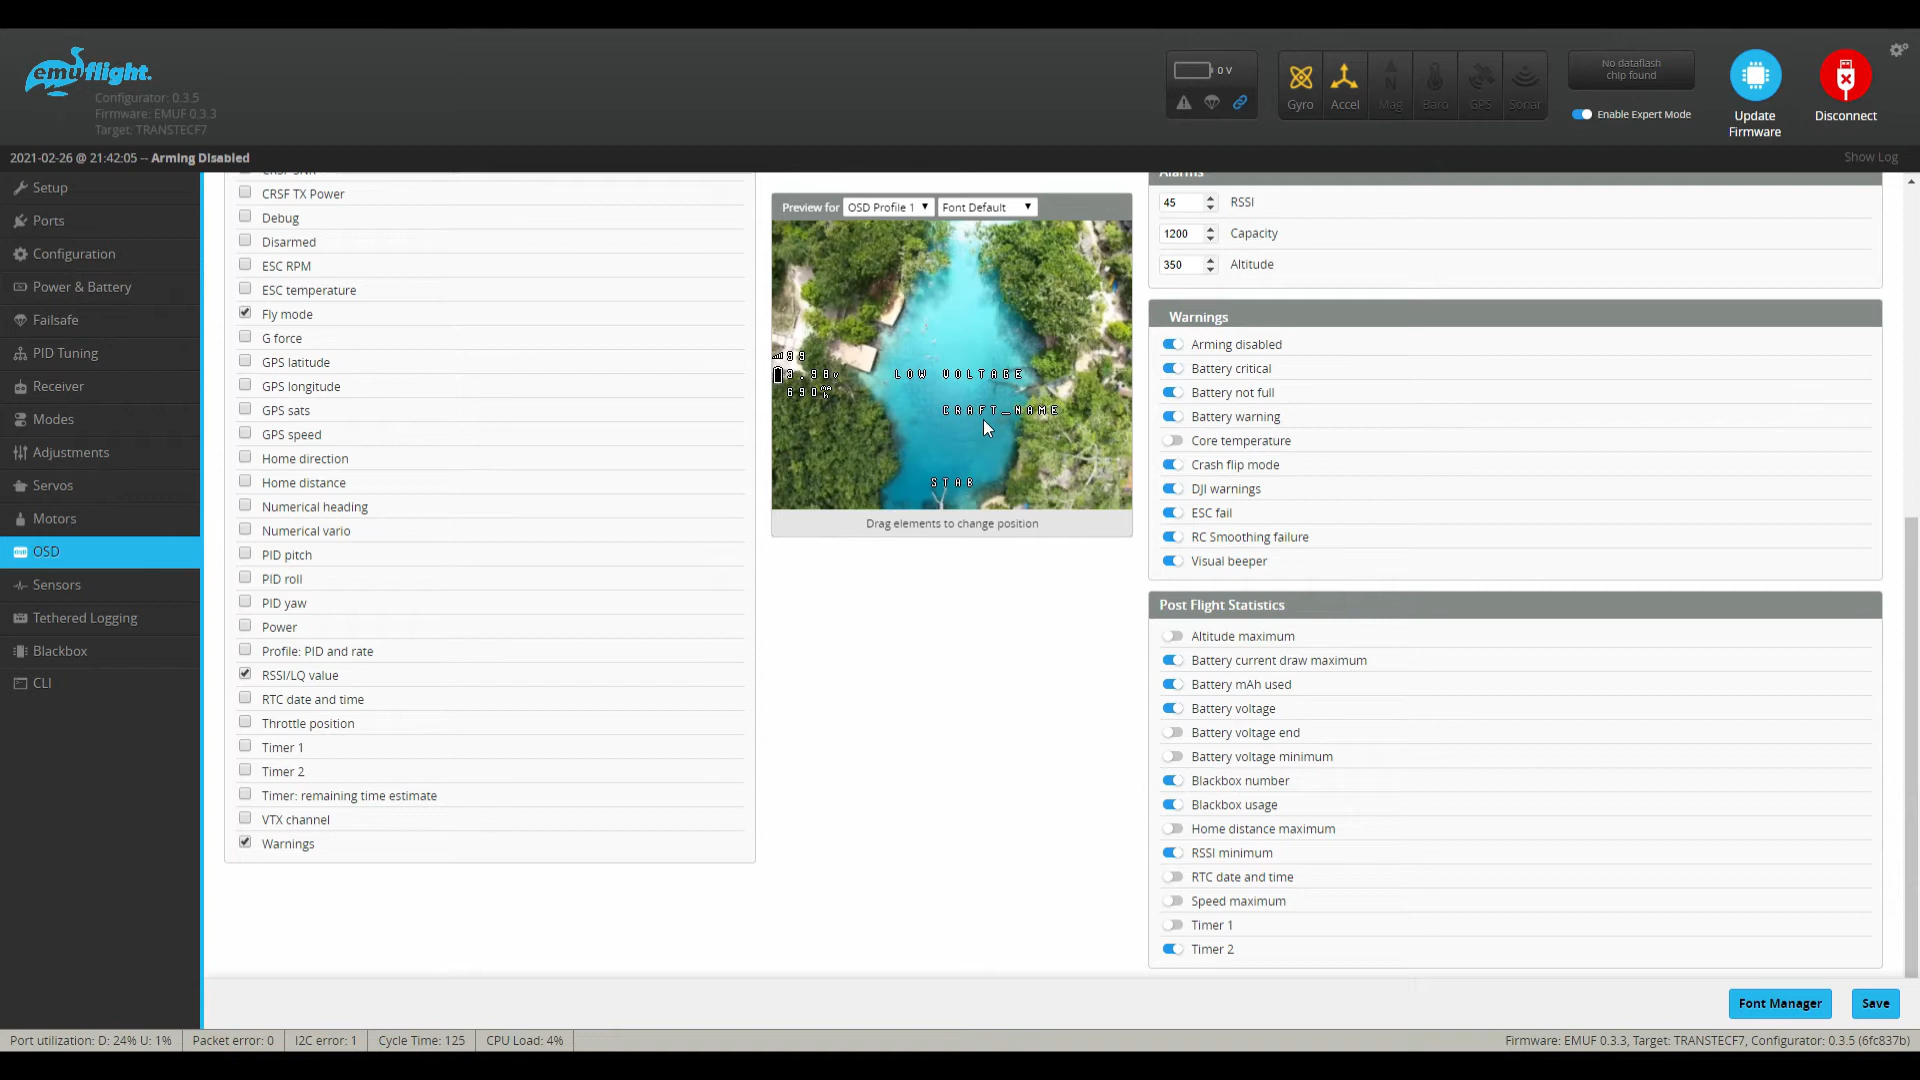 emuflight.
Configurator: 0.3.5
Firmware: EMUF 0.3.3
Target: TRANSTECF7
0 V
Gyro
Accel
Mag
Baro
GPS
Sonar
No dataflash
chip found
Enable Expert Mode
Update
Firmware
Disconnect
2021-02-26 @ 21:42:05 -- Arming Disabled
Show Log
Setup
Ports
Configuration
Power & Battery
Failsafe
PID Tuning
Receiver
Modes
Adjustments
Servos
Motors
OSD
Sensors
Tethered Logging
Blackbox
CLI
CRSF SNR
CRSF TX Power
Debug
Disarmed
ESC RPM
ESC temperature
Fly mode
G force
GPS latitude
GPS longitude
GPS sats
GPS speed
Home direction
Home distance
Numerical heading
Numerical vario
PID pitch
PID roll
PID yaw
Power
Profile: PID and rate
RSSI/LQ value
RTC date and time
Throttle position
Timer 1
Timer 2
Timer: remaining time estimate
VTX channel
Warnings
Preview for OSD Profile 1 Font Default
99
3.98V LOW VOLTAGE
690mAh
CRAFT_NAME
STAB
Drag elements to change position
Alarms
45 RSSI
1200 Capacity
350 Altitude
Warnings
Arming disabled
Battery critical
Battery not full
Battery warning
Core temperature
Crash flip mode
DJI warnings
ESC fail
RC Smoothing failure
Visual beeper
Post Flight Statistics
Altitude maximum
Battery current draw maximum
Battery mAh used
Battery voltage
Battery voltage end
Battery voltage minimum
Blackbox number
Blackbox usage
Home distance maximum
RSSI minimum
RTC date and time
Speed maximum
Timer 1
Timer 2
Font Manager
Save
Port utilization: D: 24% U: 1%
Packet error: 0
I2C error: 1
Cycle Time: 125
CPU Load: 4%
Firmware: EMUF 0.3.3, Target: TRANSTECF7, Configurator: 0.3.5 (6fc837b)